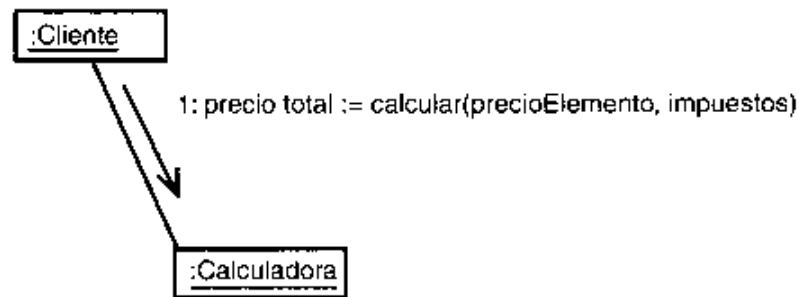 :Cliente
1: precio total := calcular(precioElemento, impuestos)
:Calculadora